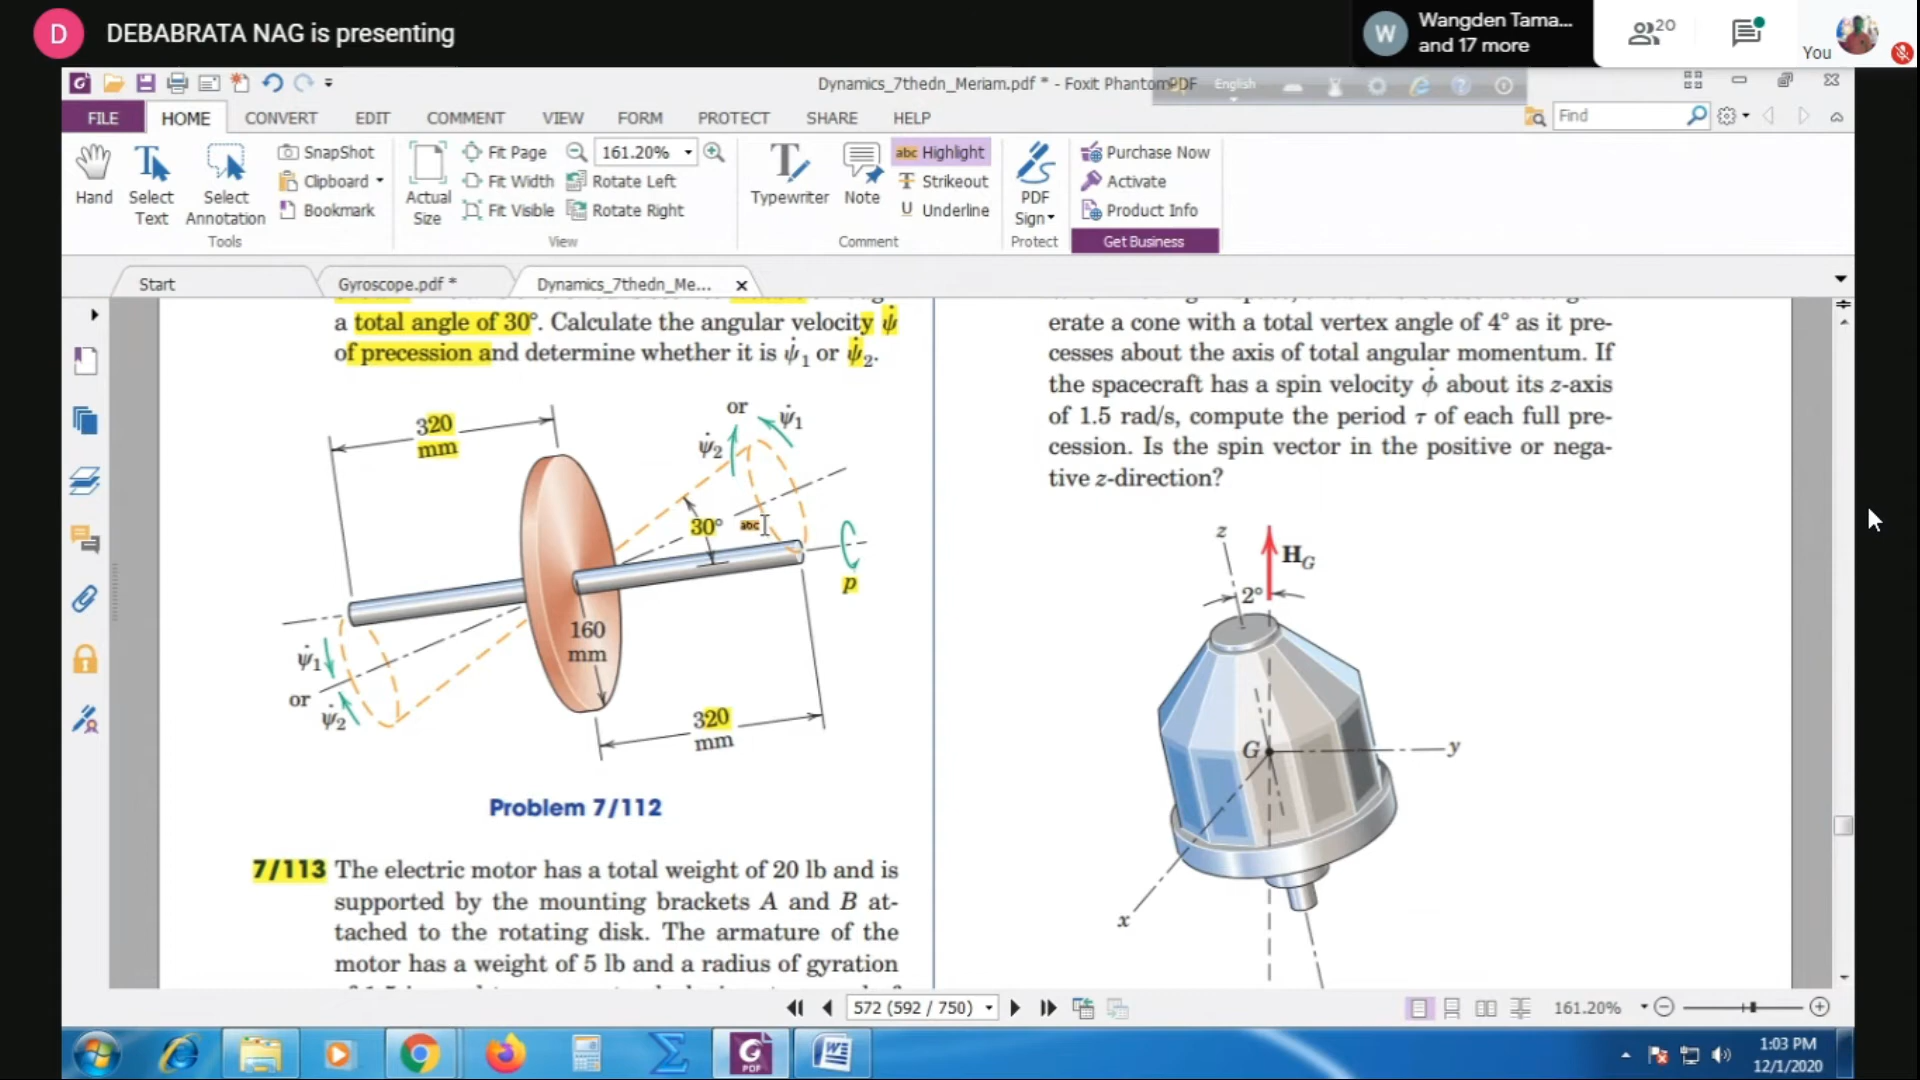 D
DEBABRATA NAG is presenting
W
Wangden Tama...
and 17 more
20
You
Dynamics_7thedn_Meriam.pdf * - Foxit PhantomPDF
English
FILE
HOME
CONVERT
EDIT
COMMENT
VIEW
FORM
PROTECT
SHARE
HELP
Find
Hand
Select
Text
Select
Annotation
SnapShot
Clipboard
Bookmark
Tools
Actual
Size
Fit Page
Fit Width
Fit Visible
161.20%
Rotate Left
Rotate Right
View
Typewriter
Note
abc Highlight
Strikeout
U Underline
Comment
PDF
Sign
Protect
Purchase Now
Activate
Product Info
Get Business
Start
Gyroscope.pdf *
Dynamics_7thedn_Me...
a total angle of 30°. Calculate the angular velocity ψ̇
of precession and determine whether it is ψ̇1 or ψ̇2.
320
mm
or
ψ̇1
ψ̇2
30°
abc
p
160
mm
ψ̇1
or
ψ̇2
320
mm
Problem 7/112
7/113 The electric motor has a total weight of 20 lb and is
supported by the mounting brackets A and B at-
tached to the rotating disk. The armature of the
motor has a weight of 5 lb and a radius of gyration
erate a cone with a total vertex angle of 4° as it pre-
cesses about the axis of total angular momentum. If
the spacecraft has a spin velocity ϕ̇ about its z-axis
of 1.5 rad/s, compute the period τ of each full pre-
cession. Is the spin vector in the positive or nega-
tive z-direction?
z
HG
2°
G
y
x
572 (592 / 750)
161.20%
PDF
W
1:03 PM
12/1/2020